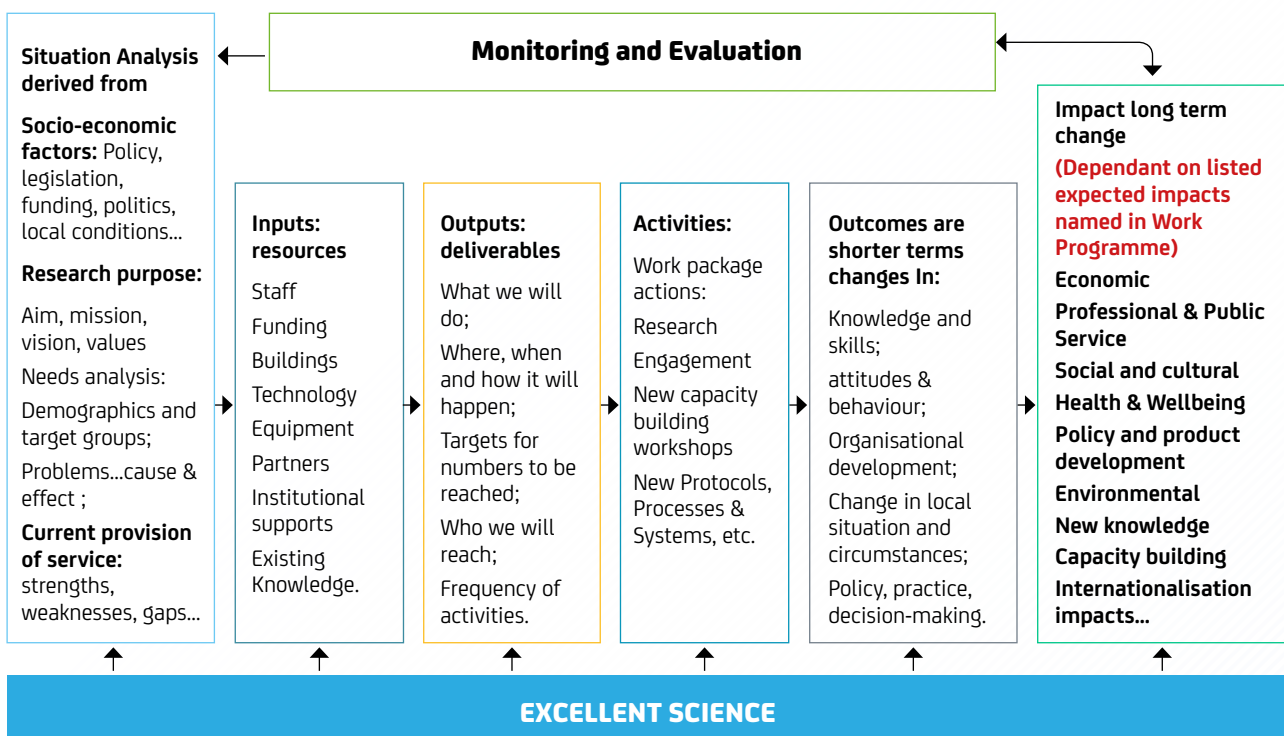 Monitoring and Evaluation
Situation Analysis
derived from
Socio-economic
factors: Policy,
legislation,
funding, politics,
local conditions...
Research purpose:
Aim, mission,
vision, values
Needs analysis:
Demographics and
target groups;
Problems...cause &
effect ;
Current provision
of service:
strengths,
weaknesses, gaps...
Inputs:
resources
Staff
Funding
Buildings
Technology
Equipment
Partners
Institutional
supports
Existing
Knowledge.
Outputs:
deliverables
What we will
do;
Where, when
and how it will
happen;
Targets for
numbers to be
reached;
Who we will
reach;
Frequency of
activities.
Activities:
Work package
actions:
Research
Engagement
New capacity
building
workshops
New Protocols,
Processes &
Systems, etc.
Outcomes are
shorter terms
changes In:
Knowledge and
skills;
attitudes &
behaviour;
Organisational
development;
Change in local
situation and
circumstances;
Policy, practice,
decision-making.
Impact long term
change
(Dependant on listed
expected impacts
named in Work
Programme)
Economic
Professional & Public
Service
Social and cultural
Health & Wellbeing
Policy and product
development
Environmental
New knowledge
Capacity building
Internationalisation
impacts...
EXCELLENT SCIENCE